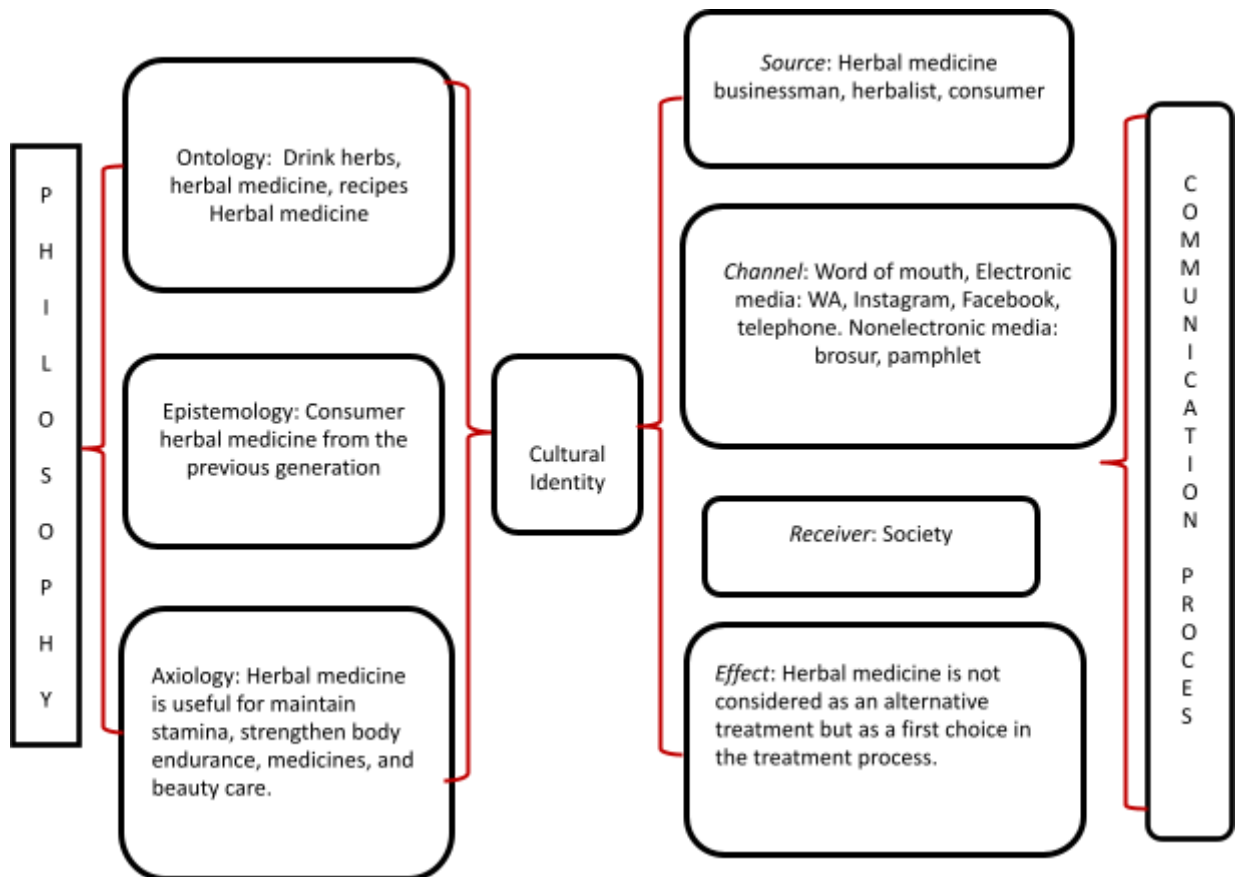 P
H
I
L
O
S
O
P
H
Y
Ontology: Drink herbs,
herbal medicine, recipes
Herbal medicine
Epistemology: Consumer
herbal medicine from the
previous generation
Axiology: Herbal medicine
is useful for maintain
stamina, strengthen body
endurance, medicines, and
beauty care.
Cultural
Identity
Source: Herbal medicine
businessman, herbalist, consumer
Channel: Word of mouth, Electronic
media: WA, Instagram, Facebook,
telephone. Nonelectronic media:
brosur, pamphlet
Receiver: Society
Effect: Herbal medicine is not
considered as an alternative
treatment but as a first choice in
the treatment process.
C
O
M
M
U
N
I
C
A
T
I
O
N
P
R
O
C
E
S